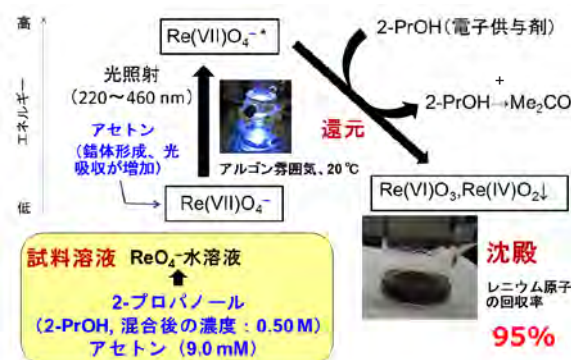 高
エネルギー
低
Re(VII)O₄⁻*
2-PrOH(電子供与剤)
光照射
(220〜460 nm)
+
2-PrOH→Me₂CO
還元
アセトン
(錯体形成、光
吸収が増加)
アルゴン雰囲気、20℃
Re(VII)O₄⁻
Re(VI)O₃,Re(IV)O₂↓
試料溶液 ReO₄⁻水溶液
2-プロパノール
(2-PrOH, 混合後の濃度:0.50 M)
アセトン (9.0 mM)
沈殿
レニウム原子
の回収率
95%